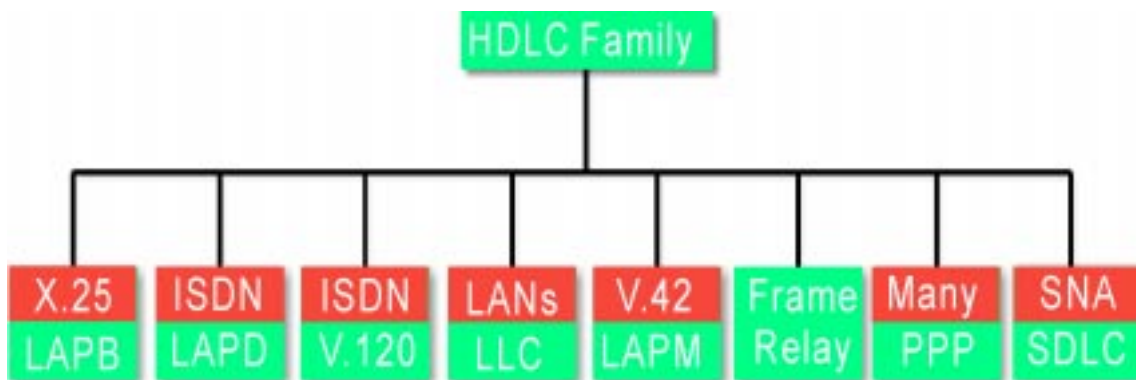 HDLC Family
X.25 ISDN ISDN LANs V.42 Frame Many SNA
LAPB LAPD V.120 LLC LAPM Relay PPP SDLC